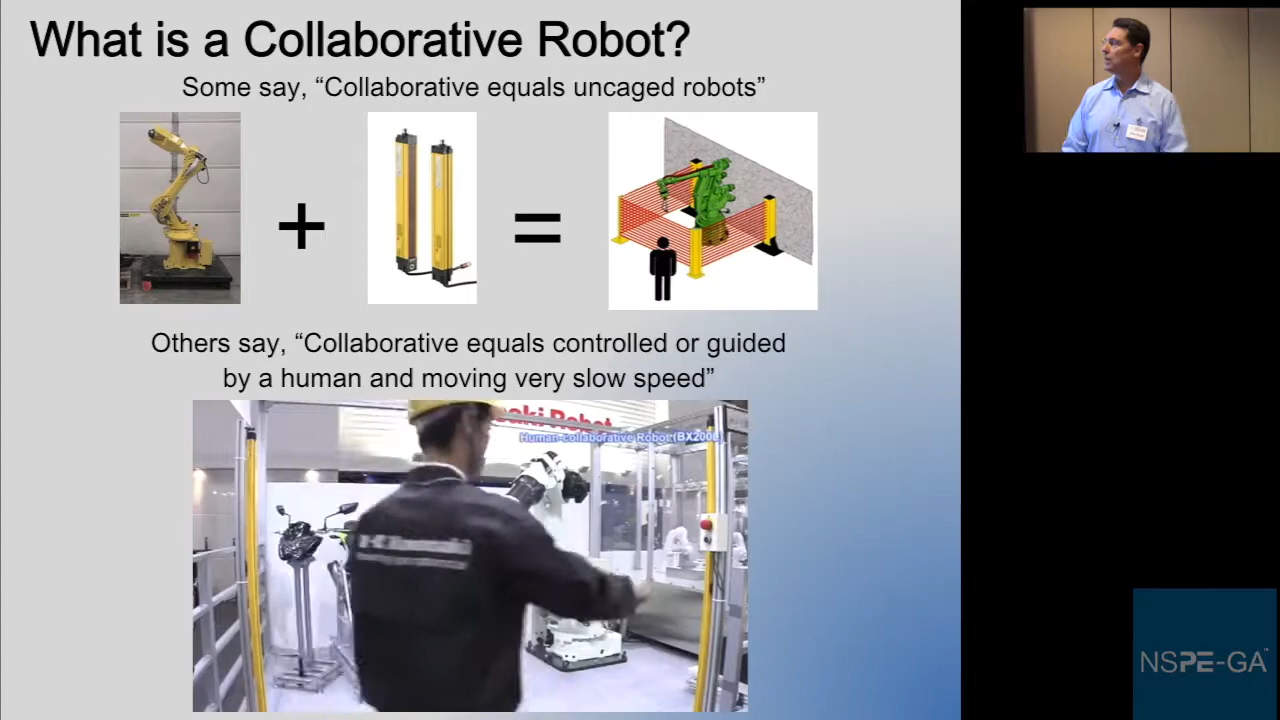 What is a Collaborative Robot?
Some say, “Collaborative equals uncaged robots”
Others say, “Collaborative equals controlled or guided
by a human and moving very slow speed”
Robot
Human-collaborative Robot (BX200L)
NSPE-GA